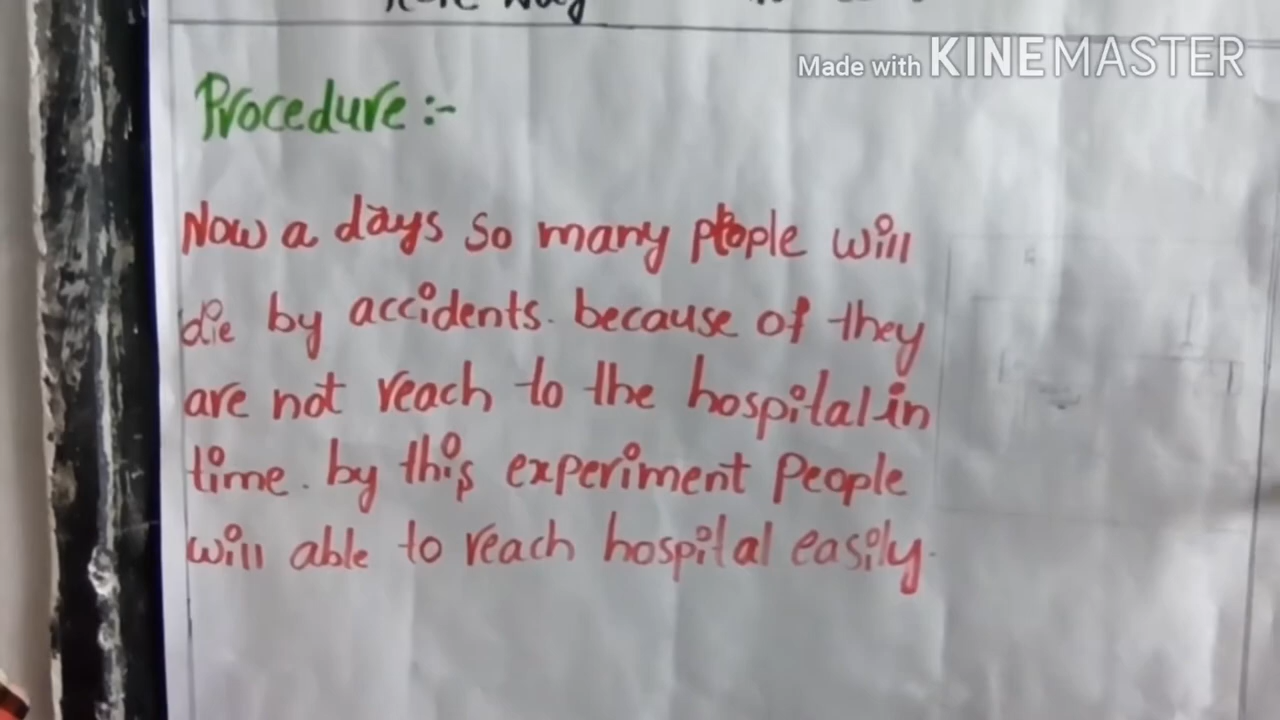 Made with KINEMASTER
Procedure :-
Now a days so many people will
die by accidents. because of they
are not reach to the hospital in
time. by this experiment People
will able to reach hospital easily.